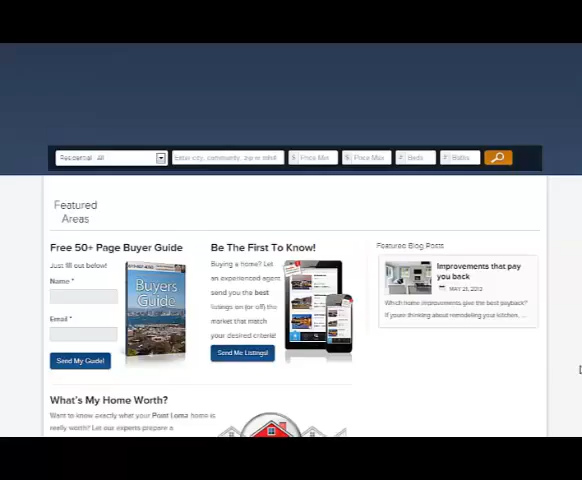 Residential: All
Enter city, community, zip or mls#
$ Price Min
$ Price Max
# Beds
# Baths
Featured
Areas
Free 50+ Page Buyer Guide
Just fill out below!
Name *
Email *
Send My Guide!
Buyers
Guide
Be The First To Know!
Buying a home? Let
an experienced agent
send you the best
listings on (or off) the
market that match
your desired criteria!
Send Me Listings!
Featured Blog Posts
Improvements that pay
you back
Which home improvements give the best payback?
If you're thinking about remodeling your kitchen, ...
What's My Home Worth?
Want to know exactly what your Point Loma home is
really worth? Let our experts prepare a